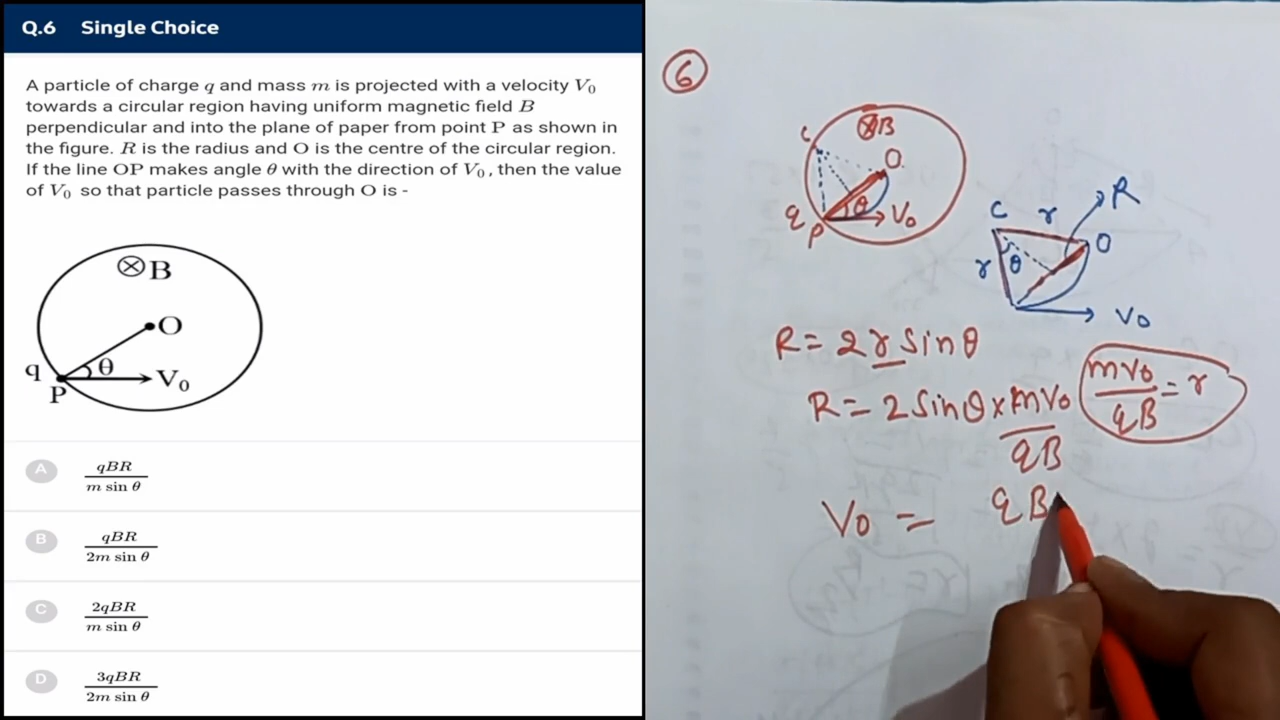 Q.6 Single Choice
A particle of charge q and mass m is projected with a velocity V₀
towards a circular region having uniform magnetic field B
perpendicular and into the plane of paper from point P as shown in
the figure. R is the radius and O is the centre of the circular region.
If the line OP makes angle θ with the direction of V₀, then the value
of V₀ so that particle passes through O is -
⊗B
O
q
θ
V₀
P
A qBR / m sin θ
B qBR / 2m sin θ
C 2qBR / m sin θ
D 3qBR / 2m sin θ
6
⊗B
C
O
θ
V₀
q
P
R
C r O
r θ
V₀
R = 2 r sin θ
R = 2 sin θ × mV₀ / qB
mV₀ / qB = r
V₀ = qB